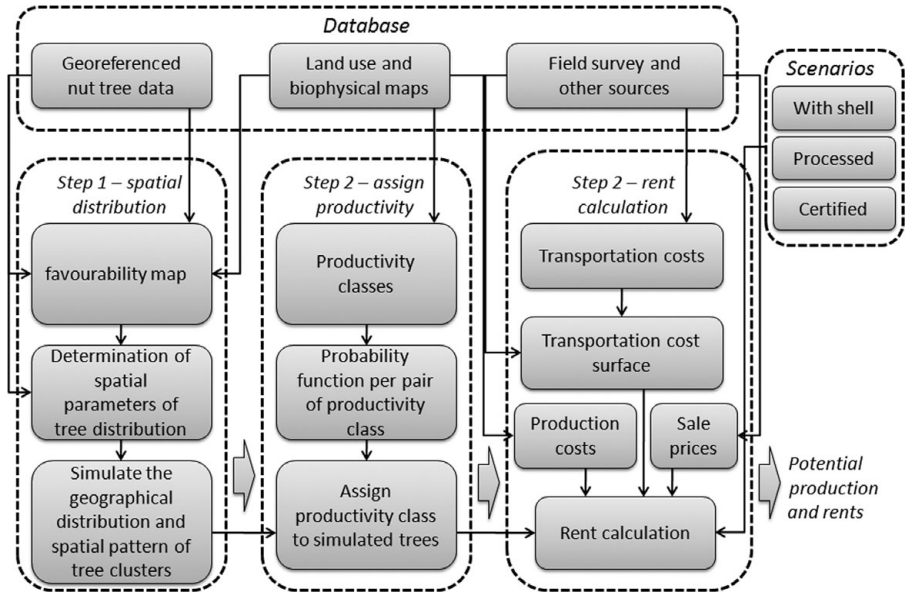 Database
Georeferenced
nut tree data
Land use and
biophysical maps
Field survey and
other sources
Scenarios
With shell
Processed
Certified
Step 1 – spatial
distribution
favourability map
Determination of
spatial
parameters of
tree distribution
Simulate the
geographical
distribution and
spatial pattern of
tree clusters
Step 2 – assign
productivity
Productivity
classes
Probability
function per pair
of productivity
class
Assign
productivity class
to simulated trees
Step 2 – rent
calculation
Transportation costs
Transportation cost
surface
Production
costs
Sale
prices
Rent calculation
Potential
production
and rents